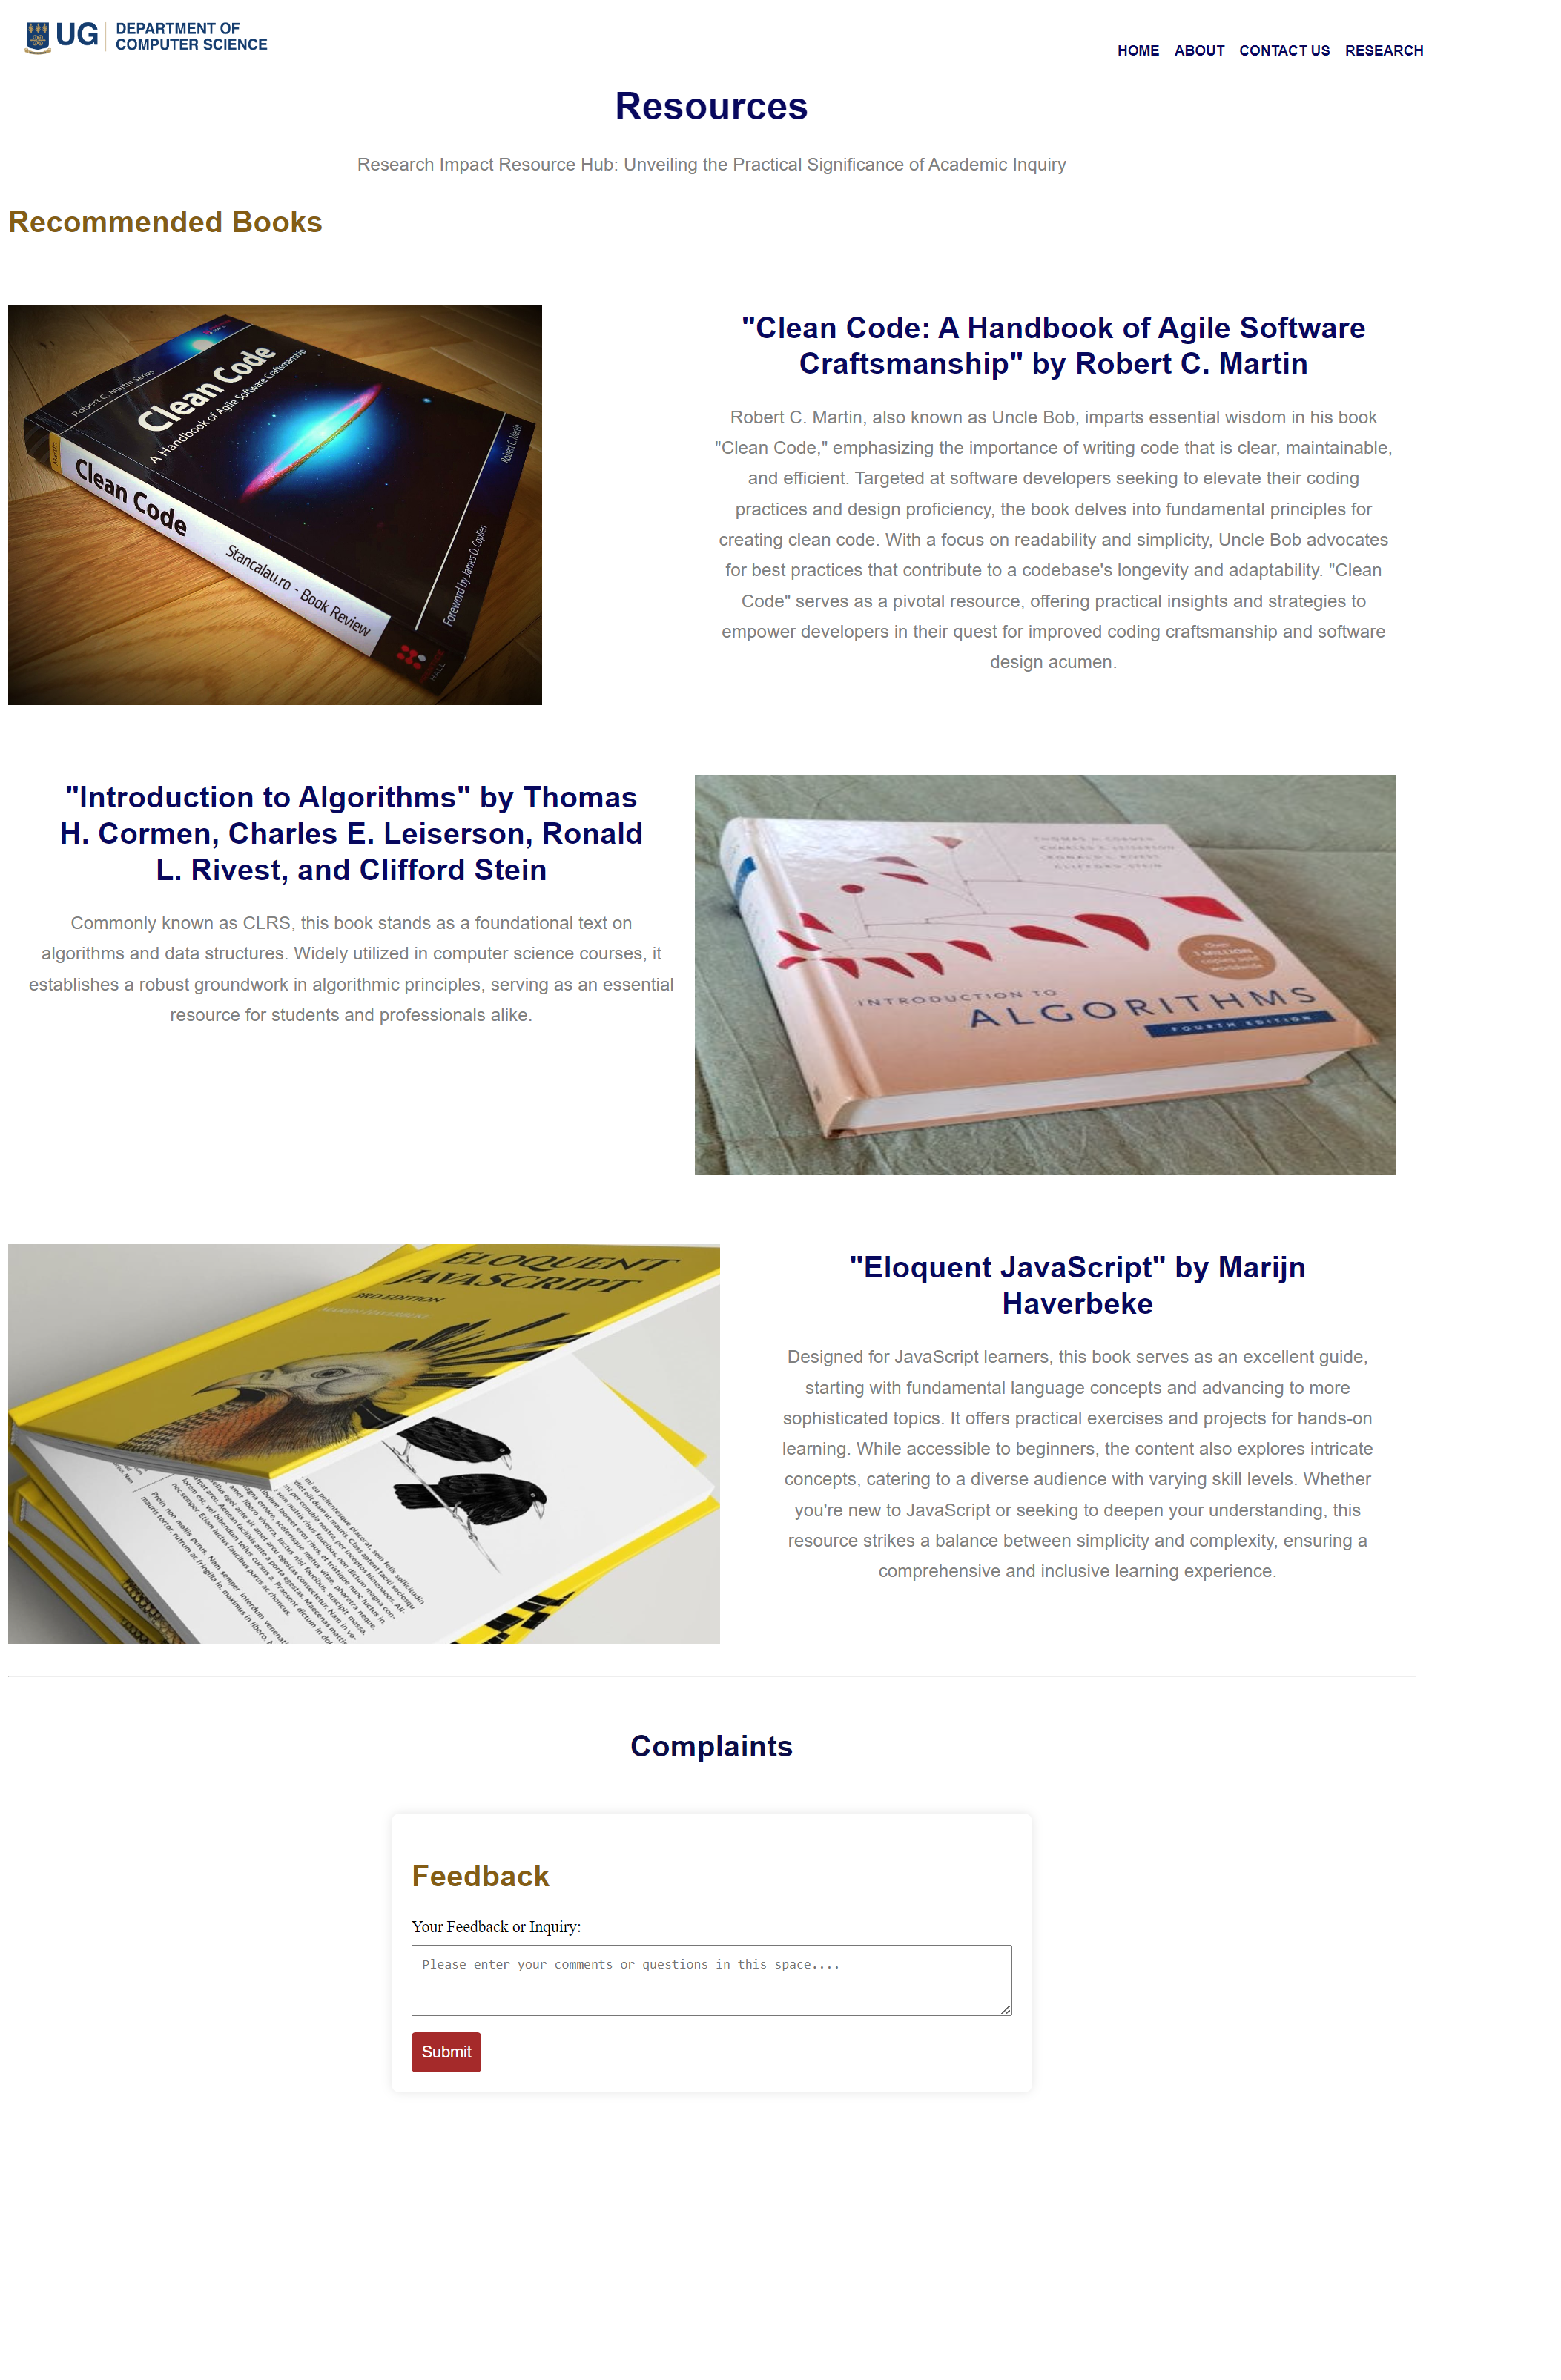 UG
DEPARTMENT OF
COMPUTER SCIENCE
HOME ABOUT CONTACT US RESEARCH
Resources
Research Impact Resource Hub: Unveiling the Practical Significance of Academic Inquiry
Recommended Books
Robert C. Martin Series
Clean Code
A Handbook of Agile Software Craftsmanship
Martin
Clean Code
Stancalau.ro - Book Review
Robert C. Martin
Foreword by James O. Coplien
HALL
"Clean Code: A Handbook of Agile Software
Craftsmanship" by Robert C. Martin
Robert C. Martin, also known as Uncle Bob, imparts essential wisdom in his book
"Clean Code," emphasizing the importance of writing code that is clear, maintainable,
and efficient. Targeted at software developers seeking to elevate their coding
practices and design proficiency, the book delves into fundamental principles for
creating clean code. With a focus on readability and simplicity, Uncle Bob advocates
for best practices that contribute to a codebase's longevity and adaptability. "Clean
Code" serves as a pivotal resource, offering practical insights and strategies to
empower developers in their quest for improved coding craftsmanship and software
design acumen.
"Introduction to Algorithms" by Thomas
H. Cormen, Charles E. Leiserson, Ronald
L. Rivest, and Clifford Stein
Commonly known as CLRS, this book stands as a foundational text on
algorithms and data structures. Widely utilized in computer science courses, it
establishes a robust groundwork in algorithmic principles, serving as an essential
resource for students and professionals alike.
THOMAS H. CORMEN
CHARLES E. LEISERSON
RONALD L. RIVEST
CLIFFORD STEIN
Over
1 MILLION
copies sold
worldwide
INTRODUCTION TO
ALGORITHMS
FOURTH EDITION
ELOQUENT
JAVASCRIPT
3RD EDITION
MARIJN HAVERBEKE
"Eloquent JavaScript" by Marijn
Haverbeke
Designed for JavaScript learners, this book serves as an excellent guide,
starting with fundamental language concepts and advancing to more
sophisticated topics. It offers practical exercises and projects for hands-on
learning. While accessible to beginners, the content also explores intricate
concepts, catering to a diverse audience with varying skill levels. Whether
you're new to JavaScript or seeking to deepen your understanding, this
resource strikes a balance between simplicity and complexity, ensuring a
comprehensive and inclusive learning experience.
Complaints
Feedback
Your Feedback or Inquiry:
Please enter your comments or questions in this space....
Submit